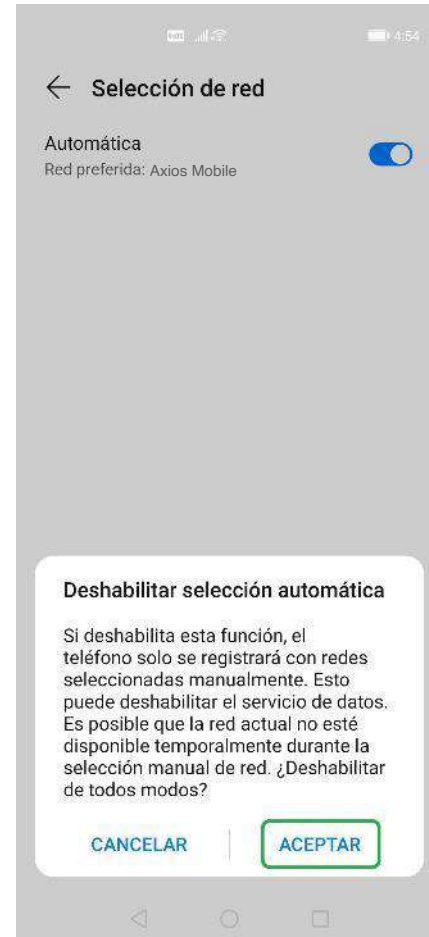 4:54
Selección de red
Automática
Red preferida: Axios Mobile
Deshabilitar selección automática
Si deshabilita esta función, el
teléfono solo se registrará con redes
seleccionadas manualmente. Esto
puede deshabilitar el servicio de datos.
Es posible que la red actual no esté
disponible temporalmente durante la
selección manual de red. ¿Deshabilitar
de todos modos?
CANCELAR
ACEPTAR